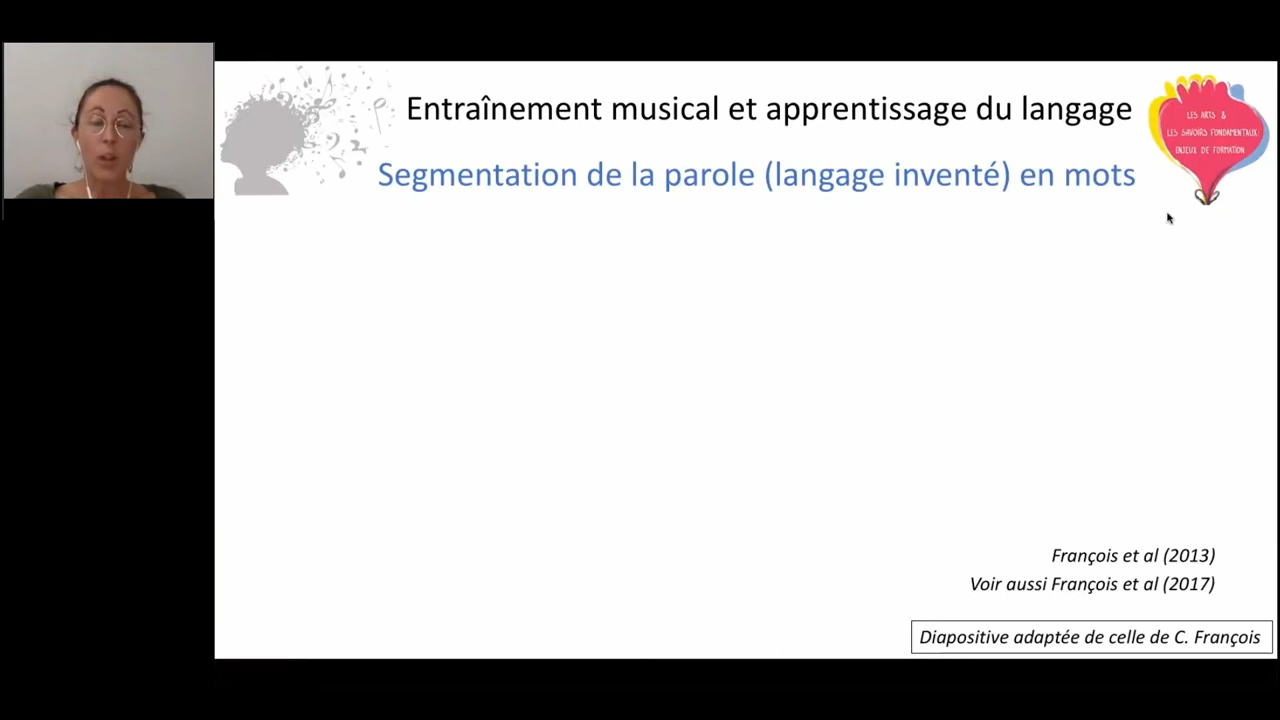 Entraînement musical et apprentissage du langage
Segmentation de la parole (langage inventé) en mots
LES ARTS &
LES SAVOIRS FONDAMENTAUX
ENJEUX DE FORMATION
François et al (2013)
Voir aussi François et al (2017)
Diapositive adaptée de celle de C. François